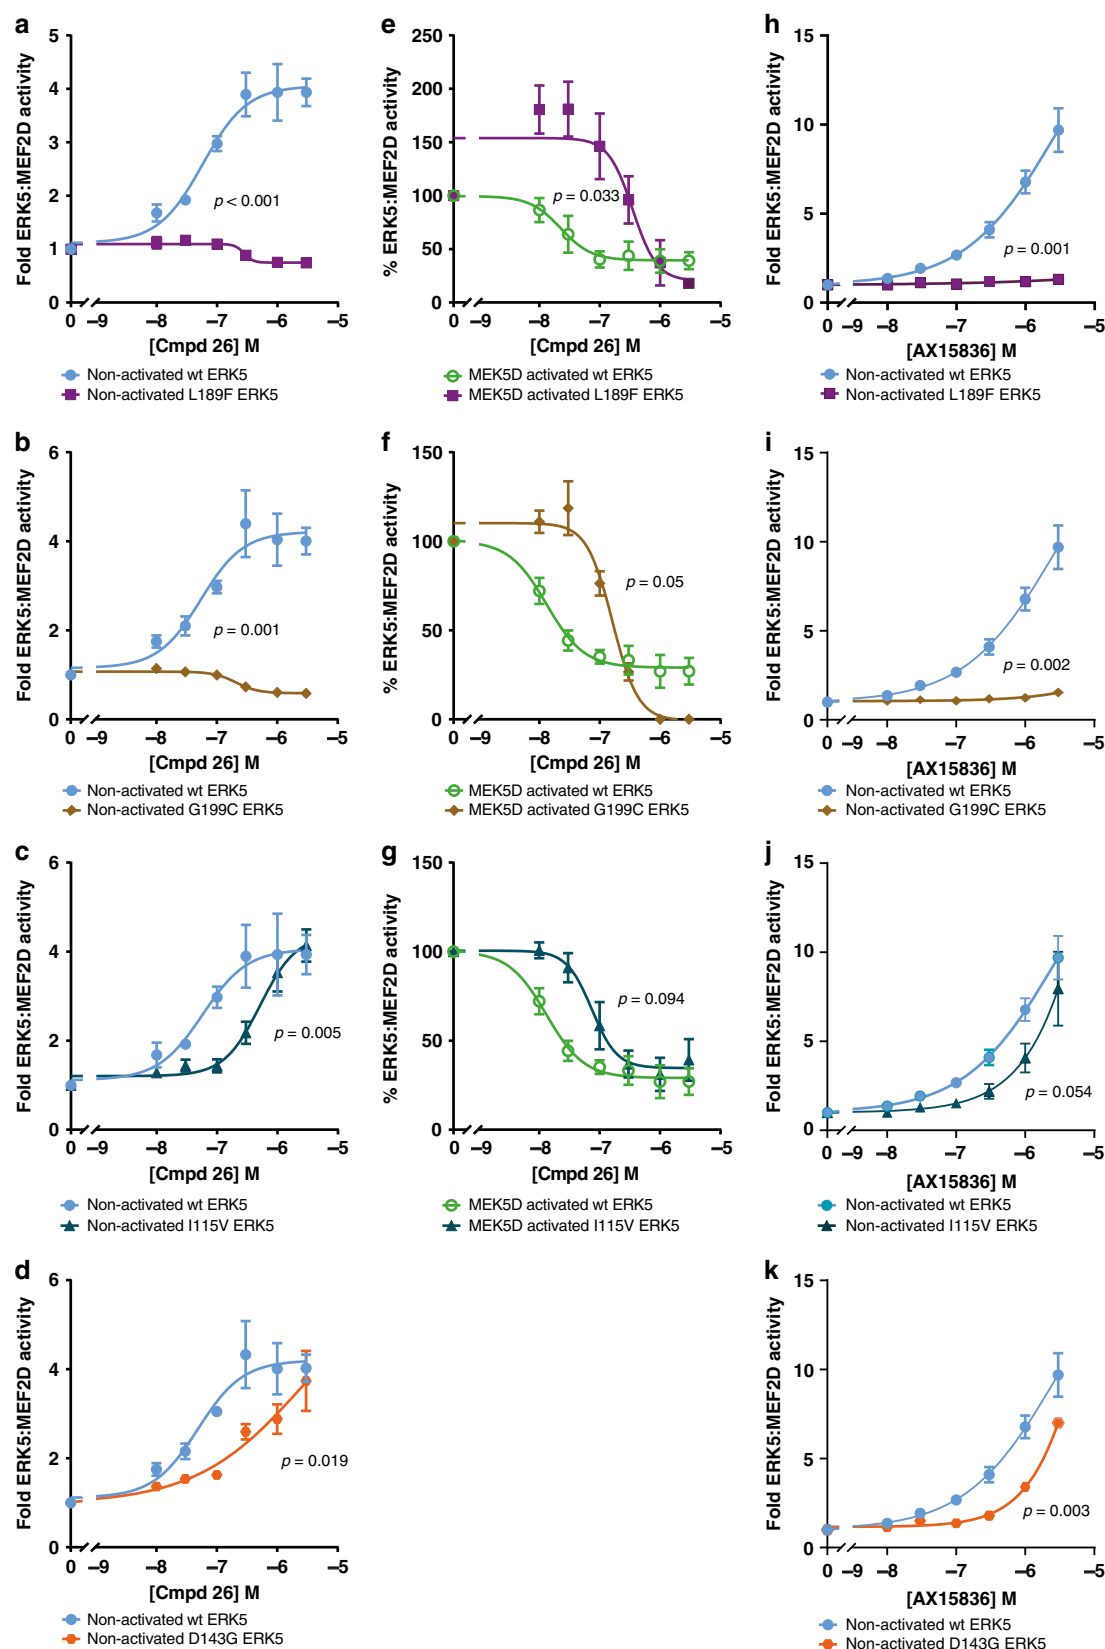 a
Fold ERK5:MEF2D activity
5
4
3
2
1
0
p < 0.001
0 –9 –8 –7 –6 –5
[Cmpd 26] M
Non-activated wt ERK5
Non-activated L189F ERK5
e
% ERK5:MEF2D activity
250
200
150
100
50
0
p = 0.033
0 –9 –8 –7 –6 –5
[Cmpd 26] M
MEK5D activated wt ERK5
MEK5D activated L189F ERK5
h
Fold ERK5:MEF2D activity
15
10
5
0
p = 0.001
0 –9 –8 –7 –6 –5
[AX15836] M
Non-activated wt ERK5
Non-activated L189F ERK5
b
Fold ERK5:MEF2D activity
6
4
2
0
p = 0.001
0 –9 –8 –7 –6 –5
[Cmpd 26] M
Non-activated wt ERK5
Non-activated G199C ERK5
f
% ERK5:MEF2D activity
150
100
50
0
p = 0.05
0 –9 –8 –7 –6 –5
[Cmpd 26] M
MEK5D activated wt ERK5
MEK5D activated G199C ERK5
i
Fold ERK5:MEF2D activity
15
10
5
0
p = 0.002
0 –9 –8 –7 –6 –5
[AX15836] M
Non-activated wt ERK5
Non-activated G199C ERK5
c
Fold ERK5:MEF2D activity
6
4
2
0
p = 0.005
0 –9 –8 –7 –6 –5
[Cmpd 26] M
Non-activated wt ERK5
Non-activated I115V ERK5
g
% ERK5:MEF2D activity
150
100
50
0
p = 0.094
0 –9 –8 –7 –6 –5
[Cmpd 26] M
MEK5D activated wt ERK5
MEK5D activated I115V ERK5
j
Fold ERK5:MEF2D activity
15
10
5
0
p = 0.054
0 –9 –8 –7 –6 –5
[AX15836] M
Non-activated wt ERK5
Non-activated I115V ERK5
d
Fold ERK5:MEF2D activity
6
4
2
0
p = 0.019
0 –9 –8 –7 –6 –5
[Cmpd 26] M
Non-activated wt ERK5
Non-activated D143G ERK5
k
Fold ERK5:MEF2D activity
15
10
5
0
p = 0.003
0 –9 –8 –7 –6 –5
[AX15836] M
Non-activated wt ERK5
Non-activated D143G ERK5